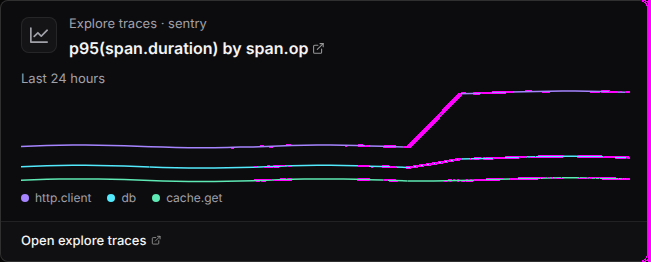 Explore traces · sentry
p95(span.duration) by span.op
Last 24 hours
http.client db cache.get
Open explore traces